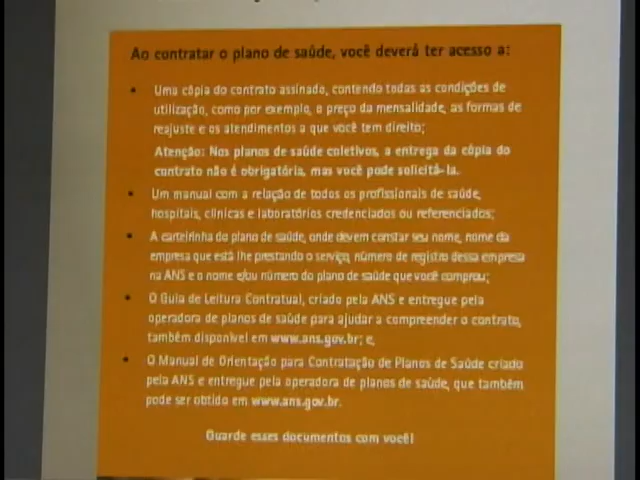 Ao contratar o plano de saúde, você deverá ter acesso a:
• Uma cópia do contrato assinado, contendo todas as condições de
utilização, como por exemplo, o preço da mensalidade, as formas de
reajuste e os atendimentos a que você tem direito;
Atenção: Nos planos de saúde coletivos, a entrega da cópia do
contrato não é obrigatória, mas você pode solicitá-la.
• Um manual com a relação de todos os profissionais de saúde,
hospitais, clínicas e laboratórios credenciados ou referenciados;
• A carteirinha do plano de saúde, onde devem constar seu nome, nome da
empresa que está lhe prestando o serviço, número de registro dessa empresa
na ANS e o nome e/ou número do plano de saúde que você comprou;
• O Guia de Leitura Contratual, criado pela ANS e entregue pela
operadora de planos de saúde para ajudar a compreender o contrato,
também disponível em www.ans.gov.br; e,
• O Manual de Orientação para Contratação de Planos de Saúde criado
pela ANS e entregue pela operadora de planos de saúde, que também
pode ser obtido em www.ans.gov.br.
Guarde esses documentos com você!